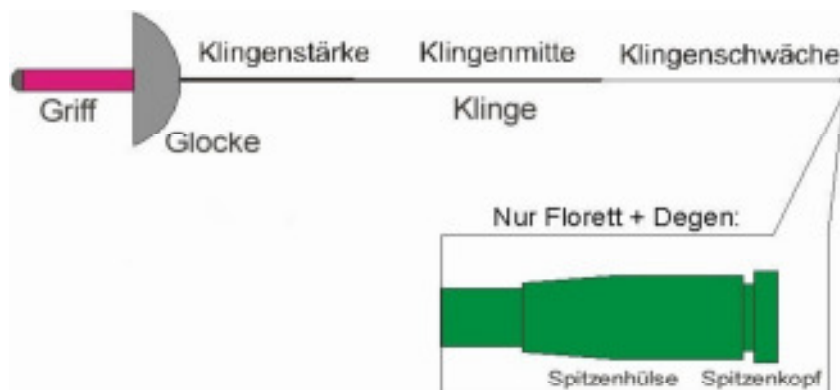 Klingenstärke Klingenmitte Klingenschwäche
Griff
Klinge
Glocke
Nur Florett + Degen:
Spitzenhülse Spitzenkopf